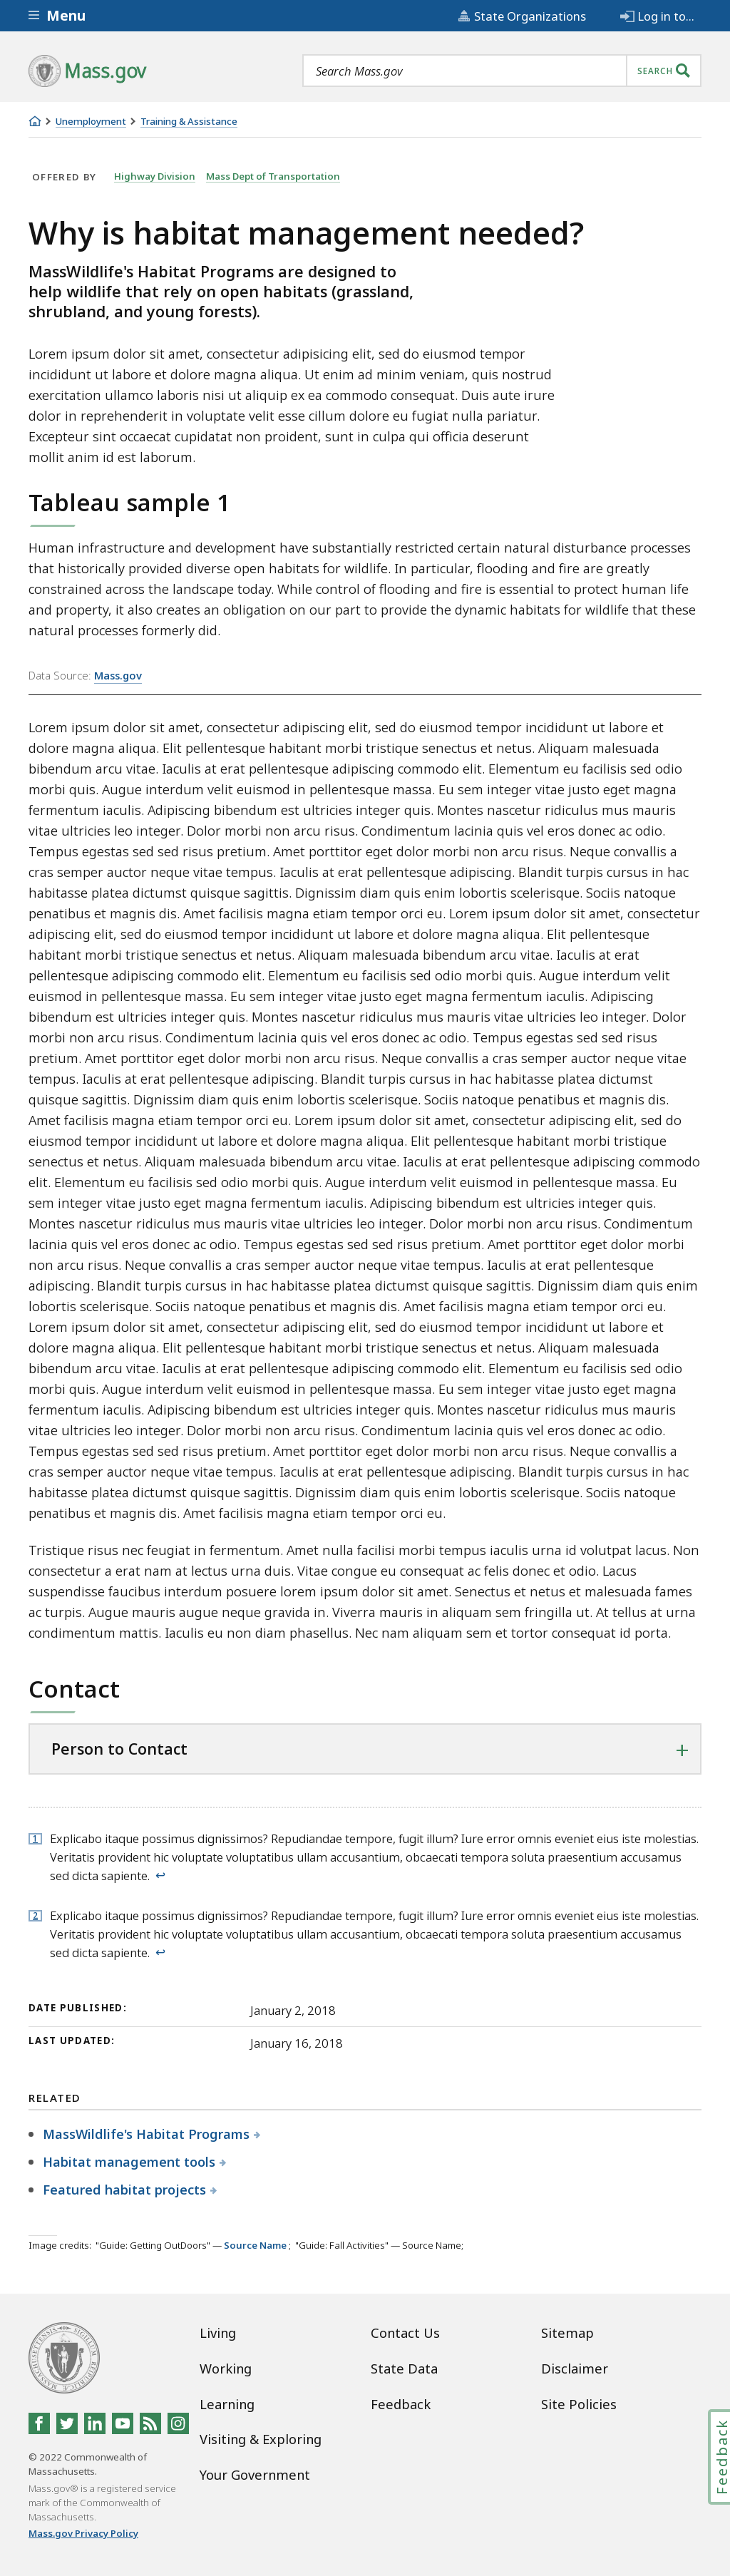 Menu
State Organizations
Log in to...
Mass.gov
Search Mass.gov
SEARCH
Unemployment
Training & Assistance
OFFERED BY
Highway Division
Mass Dept of Transportation
Why is habitat management needed?
MassWildlife's Habitat Programs are designed to
help wildlife that rely on open habitats (grassland,
shrubland, and young forests).
Lorem ipsum dolor sit amet, consectetur adipisicing elit, sed do eiusmod tempor
incididunt ut labore et dolore magna aliqua. Ut enim ad minim veniam, quis nostrud
exercitation ullamco laboris nisi ut aliquip ex ea commodo consequat. Duis aute irure
dolor in reprehenderit in voluptate velit esse cillum dolore eu fugiat nulla pariatur.
Excepteur sint occaecat cupidatat non proident, sunt in culpa qui officia deserunt
mollit anim id est laborum.
Tableau sample 1
Human infrastructure and development have substantially restricted certain natural disturbance processes
that historically provided diverse open habitats for wildlife. In particular, flooding and fire are greatly
constrained across the landscape today. While control of flooding and fire is essential to protect human life
and property, it also creates an obligation on our part to provide the dynamic habitats for wildlife that these
natural processes formerly did.
Data Source: Mass.gov
Lorem ipsum dolor sit amet, consectetur adipiscing elit, sed do eiusmod tempor incididunt ut labore et
dolore magna aliqua. Elit pellentesque habitant morbi tristique senectus et netus. Aliquam malesuada
bibendum arcu vitae. Iaculis at erat pellentesque adipiscing commodo elit. Elementum eu facilisis sed odio
morbi quis. Augue interdum velit euismod in pellentesque massa. Eu sem integer vitae justo eget magna
fermentum iaculis. Adipiscing bibendum est ultricies integer quis. Montes nascetur ridiculus mus mauris
vitae ultricies leo integer. Dolor morbi non arcu risus. Condimentum lacinia quis vel eros donec ac odio.
Tempus egestas sed sed risus pretium. Amet porttitor eget dolor morbi non arcu risus. Neque convallis a
cras semper auctor neque vitae tempus. Iaculis at erat pellentesque adipiscing. Blandit turpis cursus in hac
habitasse platea dictumst quisque sagittis. Dignissim diam quis enim lobortis scelerisque. Sociis natoque
penatibus et magnis dis. Amet facilisis magna etiam tempor orci eu. Lorem ipsum dolor sit amet, consectetur
adipiscing elit, sed do eiusmod tempor incididunt ut labore et dolore magna aliqua. Elit pellentesque
habitant morbi tristique senectus et netus. Aliquam malesuada bibendum arcu vitae. Iaculis at erat
pellentesque adipiscing commodo elit. Elementum eu facilisis sed odio morbi quis. Augue interdum velit
euismod in pellentesque massa. Eu sem integer vitae justo eget magna fermentum iaculis. Adipiscing
bibendum est ultricies integer quis. Montes nascetur ridiculus mus mauris vitae ultricies leo integer. Dolor
morbi non arcu risus. Condimentum lacinia quis vel eros donec ac odio. Tempus egestas sed sed risus
pretium. Amet porttitor eget dolor morbi non arcu risus. Neque convallis a cras semper auctor neque vitae
tempus. Iaculis at erat pellentesque adipiscing. Blandit turpis cursus in hac habitasse platea dictumst
quisque sagittis. Dignissim diam quis enim lobortis scelerisque. Sociis natoque penatibus et magnis dis.
Amet facilisis magna etiam tempor orci eu. Lorem ipsum dolor sit amet, consectetur adipiscing elit, sed do
eiusmod tempor incididunt ut labore et dolore magna aliqua. Elit pellentesque habitant morbi tristique
senectus et netus. Aliquam malesuada bibendum arcu vitae. Iaculis at erat pellentesque adipiscing commodo
elit. Elementum eu facilisis sed odio morbi quis. Augue interdum velit euismod in pellentesque massa. Eu
sem integer vitae justo eget magna fermentum iaculis. Adipiscing bibendum est ultricies integer quis.
Montes nascetur ridiculus mus mauris vitae ultricies leo integer. Dolor morbi non arcu risus. Condimentum
lacinia quis vel eros donec ac odio. Tempus egestas sed sed risus pretium. Amet porttitor eget dolor morbi
non arcu risus. Neque convallis a cras semper auctor neque vitae tempus. Iaculis at erat pellentesque
adipiscing. Blandit turpis cursus in hac habitasse platea dictumst quisque sagittis. Dignissim diam quis enim
lobortis scelerisque. Sociis natoque penatibus et magnis dis. Amet facilisis magna etiam tempor orci eu.
Lorem ipsum dolor sit amet, consectetur adipiscing elit, sed do eiusmod tempor incididunt ut labore et
dolore magna aliqua. Elit pellentesque habitant morbi tristique senectus et netus. Aliquam malesuada
bibendum arcu vitae. Iaculis at erat pellentesque adipiscing commodo elit. Elementum eu facilisis sed odio
morbi quis. Augue interdum velit euismod in pellentesque massa. Eu sem integer vitae justo eget magna
fermentum iaculis. Adipiscing bibendum est ultricies integer quis. Montes nascetur ridiculus mus mauris
vitae ultricies leo integer. Dolor morbi non arcu risus. Condimentum lacinia quis vel eros donec ac odio.
Tempus egestas sed sed risus pretium. Amet porttitor eget dolor morbi non arcu risus. Neque convallis a
cras semper auctor neque vitae tempus. Iaculis at erat pellentesque adipiscing. Blandit turpis cursus in hac
habitasse platea dictumst quisque sagittis. Dignissim diam quis enim lobortis scelerisque. Sociis natoque
penatibus et magnis dis. Amet facilisis magna etiam tempor orci eu.
Tristique risus nec feugiat in fermentum. Amet nulla facilisi morbi tempus iaculis urna id volutpat lacus. Non
consectetur a erat nam at lectus urna duis. Vitae congue eu consequat ac felis donec et odio. Lacus
suspendisse faucibus interdum posuere lorem ipsum dolor sit amet. Senectus et netus et malesuada fames
ac turpis. Augue mauris augue neque gravida in. Viverra mauris in aliquam sem fringilla ut. At tellus at urna
condimentum mattis. Iaculis eu non diam phasellus. Nec nam aliquam sem et tortor consequat id porta.
Contact
Person to Contact
1 Explicabo itaque possimus dignissimos? Repudiandae tempore, fugit illum? Iure error omnis eveniet eius iste molestias.
Veritatis provident hic voluptate voluptatibus ullam accusantium, obcaecati tempora soluta praesentium accusamus
sed dicta sapiente. ↩
2 Explicabo itaque possimus dignissimos? Repudiandae tempore, fugit illum? Iure error omnis eveniet eius iste molestias.
Veritatis provident hic voluptate voluptatibus ullam accusantium, obcaecati tempora soluta praesentium accusamus
sed dicta sapiente. ↩
DATE PUBLISHED: January 2, 2018
LAST UPDATED: January 16, 2018
RELATED
MassWildlife's Habitat Programs
Habitat management tools
Featured habitat projects
Image credits: "Guide: Getting OutDoors" — Source Name ; "Guide: Fall Activities" — Source Name;
Living
Working
Learning
Visiting & Exploring
Your Government
Contact Us
State Data
Feedback
Sitemap
Disclaimer
Site Policies
© 2022 Commonwealth of
Massachusetts.
Mass.gov® is a registered service
mark of the Commonwealth of
Massachusetts.
Mass.gov Privacy Policy
Feedback